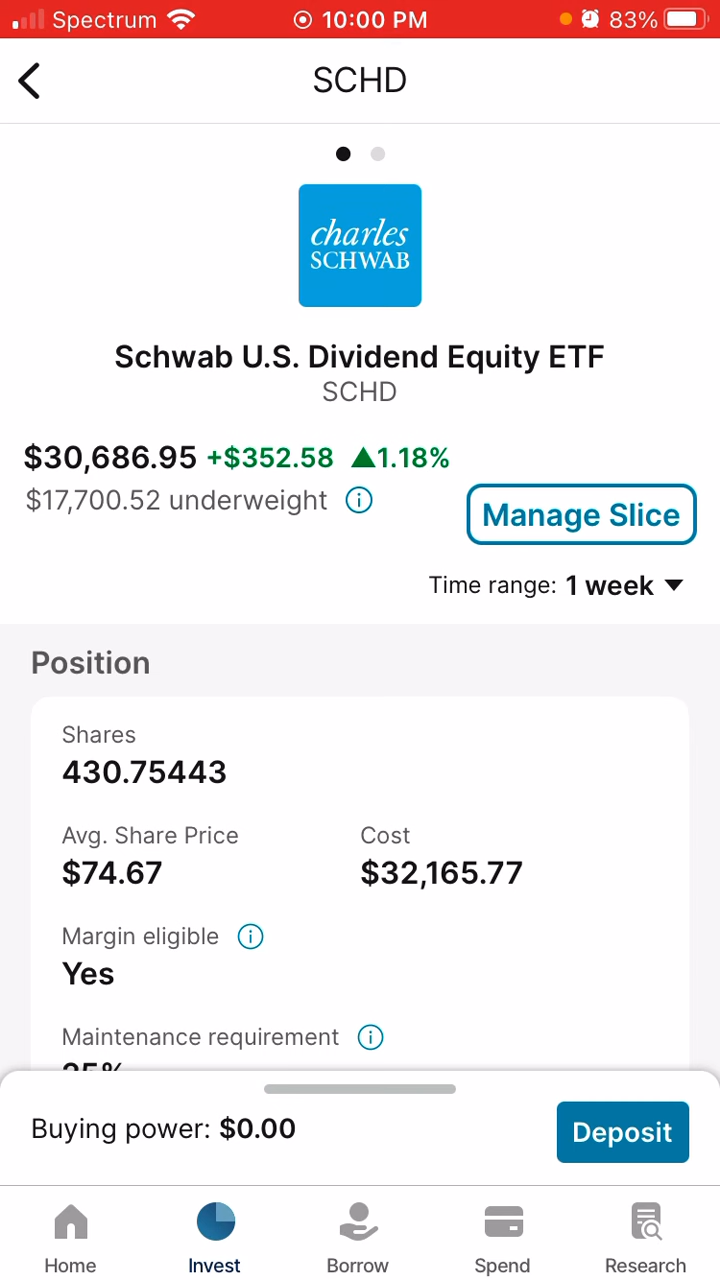 Spectrum 10:00 PM 83%
SCHD
charles
SCHWAB
Schwab U.S. Dividend Equity ETF
SCHD
$30,686.95 +$352.58 ▲1.18%
$17,700.52 underweight
Manage Slice
Time range: 1 week
Position
Shares
430.75443
Avg. Share Price Cost
$74.67 $32,165.77
Margin eligible
Yes
Maintenance requirement
Buying power: $0.00 Deposit
Home Invest Borrow Spend Research